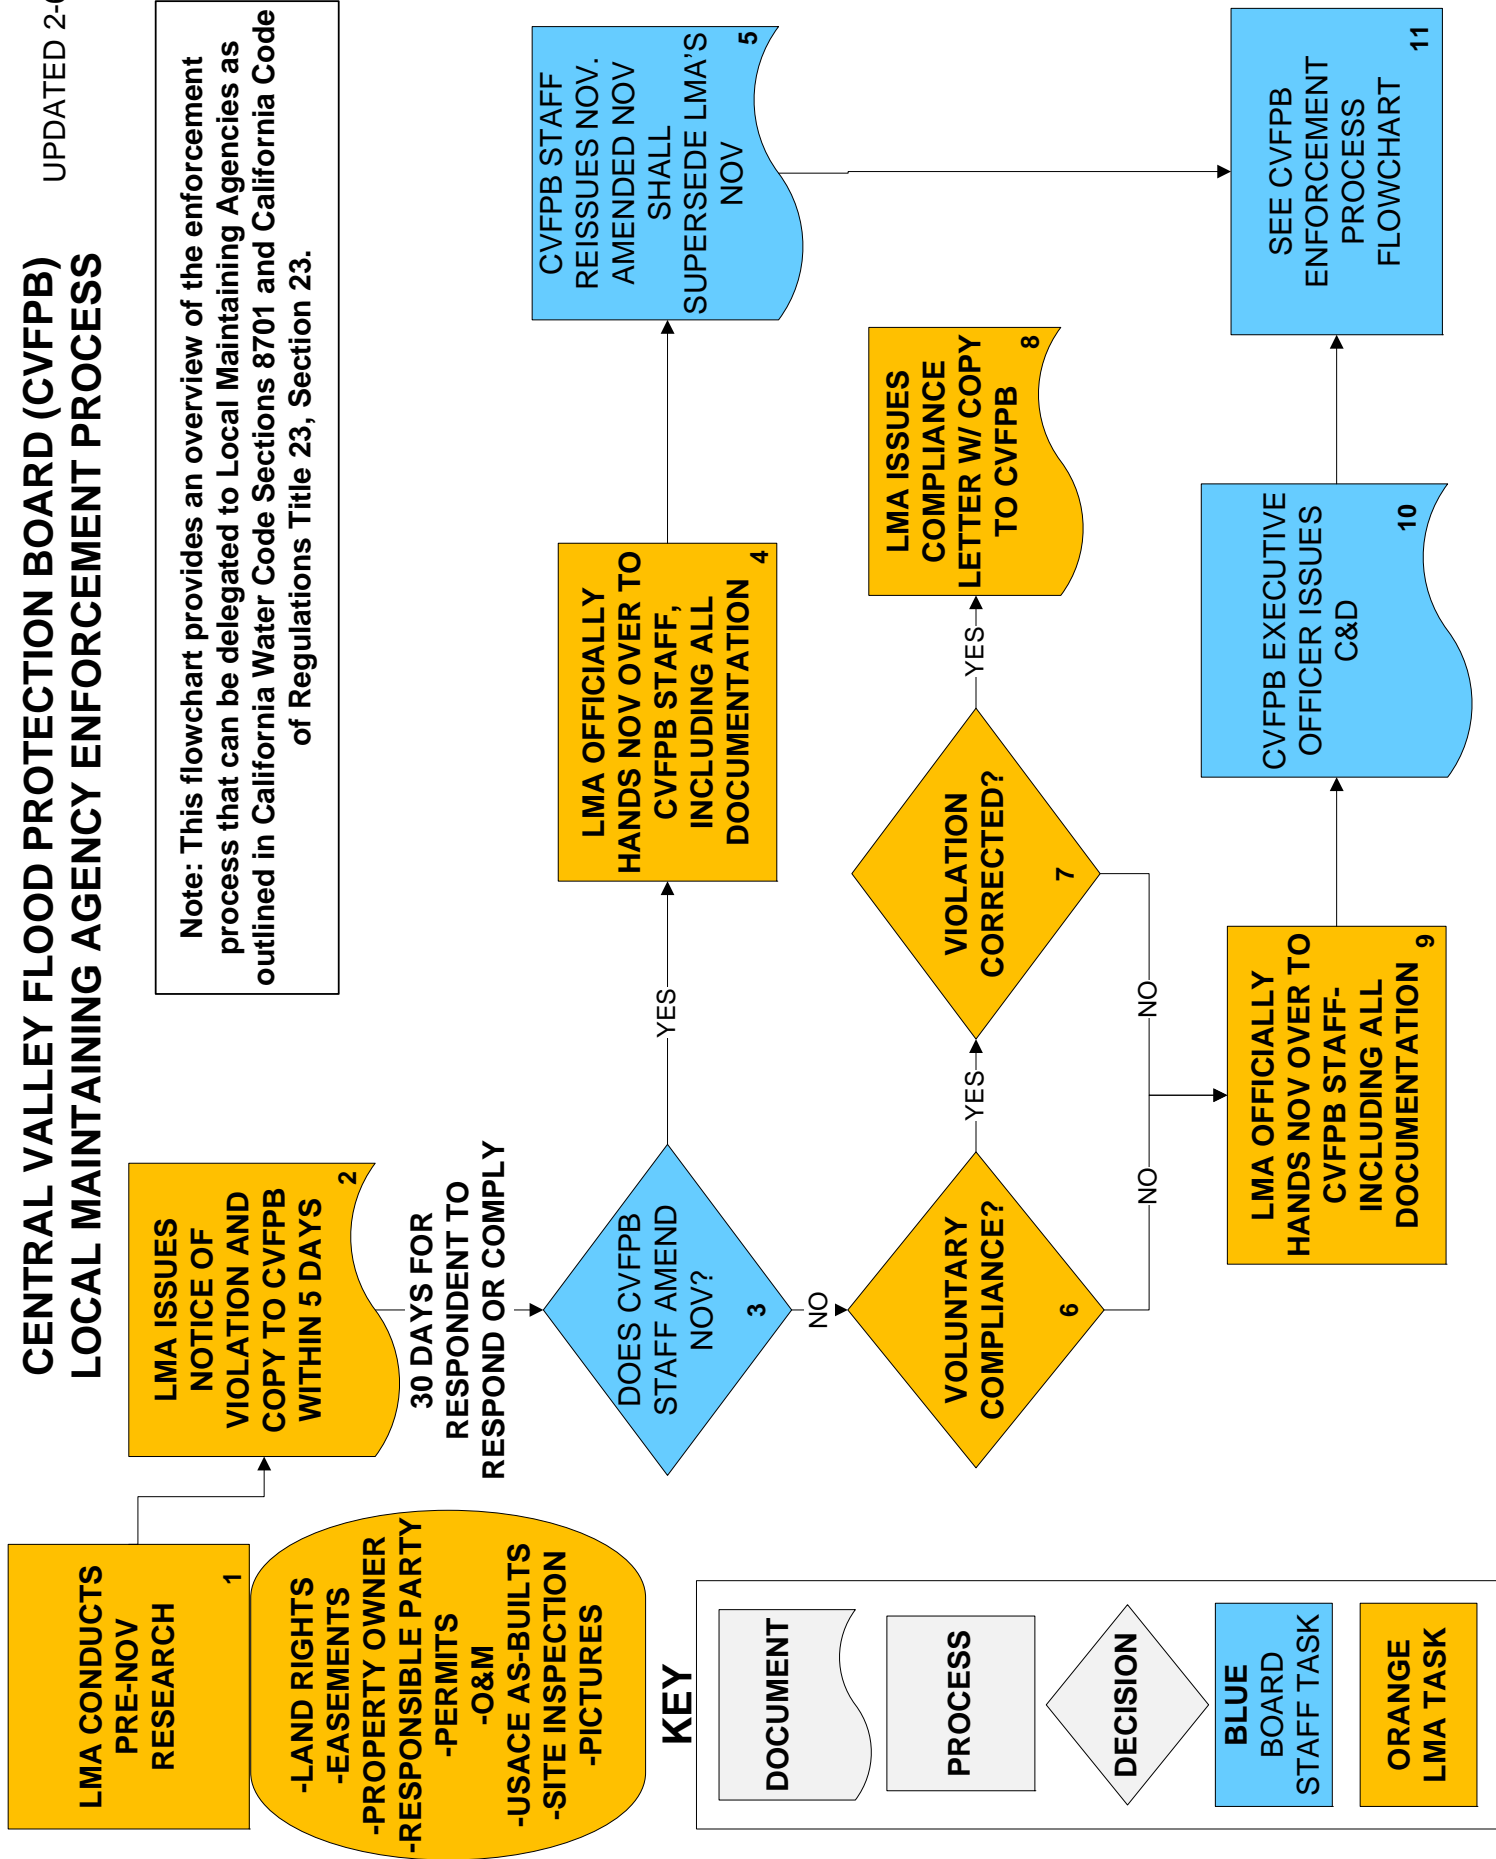 CENTRAL VALLEY FLOOD PROTECTION BOARD (CVFPB)
LOCAL MAINTAINING AGENCY ENFORCEMENT PROCESS
UPDATED
Note: This flowchart provides an overview of the enforcement
process that can be delegated to Local Maintaining Agencies as
outlined in California Water Code Sections 8701 and California Code
of Regulations Title 23, Section 23.
LMA CONDUCTS
PRE-NOV
RESEARCH
1
-LAND RIGHTS
-EASEMENTS
-PROPERTY OWNER
-RESPONSIBLE PARTY
-PERMITS
-O&M
-USACE AS-BUILTS
-SITE INSPECTION
-PICTURES
LMA ISSUES
NOTICE OF
VIOLATION AND
COPY TO CVFPB
WITHIN 5 DAYS
2
30 DAYS FOR
RESPONDENT TO
RESPOND OR COMPLY
DOES CVFPB
STAFF AMEND
NOV?
3
YES
LMA OFFICIALLY
HANDS NOV OVER TO
CVFPB STAFF,
INCLUDING ALL
DOCUMENTATION
4
CVFPB STAFF
REISSUES NOV.
AMENDED NOV
SHALL
SUPERSEDE LMA'S
NOV
5
NO
VOLUNTARY
COMPLIANCE?
6
YES
VIOLATION
CORRECTED?
7
YES
LMA ISSUES
COMPLIANCE
LETTER W/ COPY
TO CVFPB
8
NO
NO
LMA OFFICIALLY
HANDS NOV OVER TO
CVFPB STAFF-
INCLUDING ALL
DOCUMENTATION
9
CVFPB EXECUTIVE
OFFICER ISSUES
C&D
10
SEE CVFPB
ENFORCEMENT
PROCESS
FLOWCHART
11
KEY
DOCUMENT
PROCESS
DECISION
BLUE
BOARD
STAFF TASK
ORANGE
LMA TASK